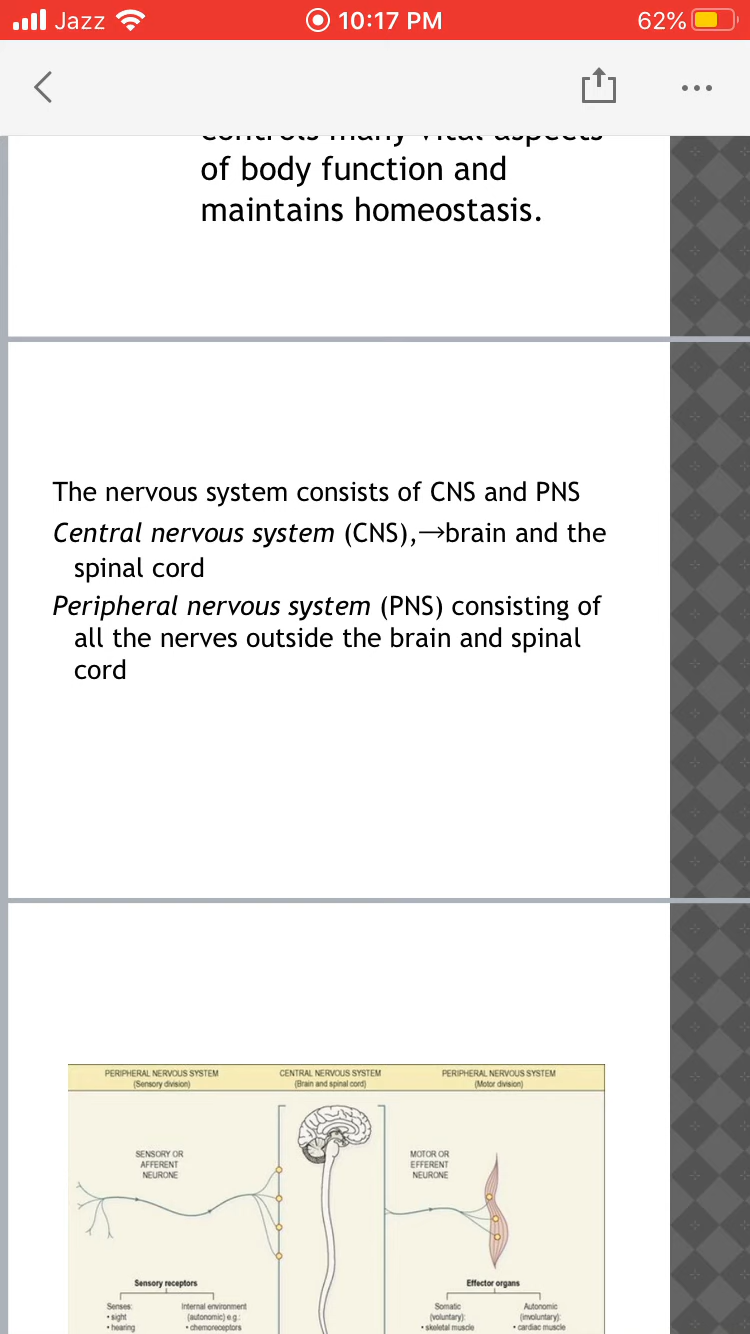 Jazz 10:17 PM 62%
controls many vital aspects
of body function and
maintains homeostasis.
The nervous system consists of CNS and PNS
Central nervous system (CNS),→brain and the
spinal cord
Peripheral nervous system (PNS) consisting of
all the nerves outside the brain and spinal
cord
PERIPHERAL NERVOUS SYSTEM
(Sensory division)
CENTRAL NERVOUS SYSTEM
(Brain and spinal cord)
PERIPHERAL NERVOUS SYSTEM
(Motor division)
SENSORY OR
AFFERENT
NEURONE
MOTOR OR
EFFERENT
NEURONE
Sensory receptors
Senses:
• sight
• hearing
Internal environment
(autonomic) e.g.:
• chemoreceptors
Effector organs
Somatic
(voluntary):
• skeletal muscle
Autonomic
(involuntary):
• cardiac muscle